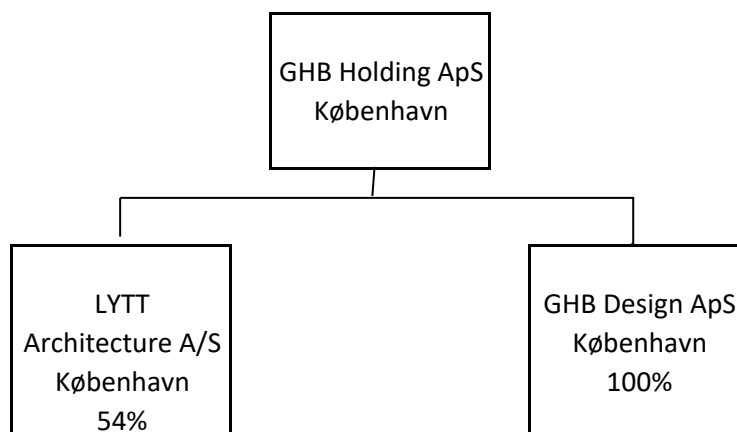 GHB Holding ApS
København
LYTT
Architecture A/S
København
54%
GHB Design ApS
København
100%